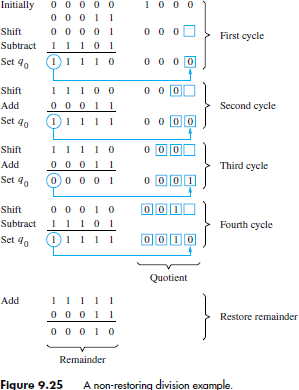 Initially 0 0 0 0 0 1 0 0 0
0 0 0 1 1
Shift 0 0 0 0 1 0 0 0
Subtract 1 1 1 0 1 First cycle
Set q0 1 1 1 1 0 0 0 0 0
Shift 1 1 1 0 0 0 0 0
Add 0 0 0 1 1 Second cycle
Set q0 1 1 1 1 1 0 0 0 0
Shift 1 1 1 1 0 0 0 0
Add 0 0 0 1 1 Third cycle
Set q0 0 0 0 0 1 0 0 0 1
Shift 0 0 0 1 0 0 0 1
Subtract 1 1 1 0 1 Fourth cycle
Set q0 1 1 1 1 1 0 0 1 0
Quotient
Add 1 1 1 1 1
0 0 0 1 1 Restore remainder
0 0 0 1 0
Remainder
Figure 9.25 A non-restoring division example.